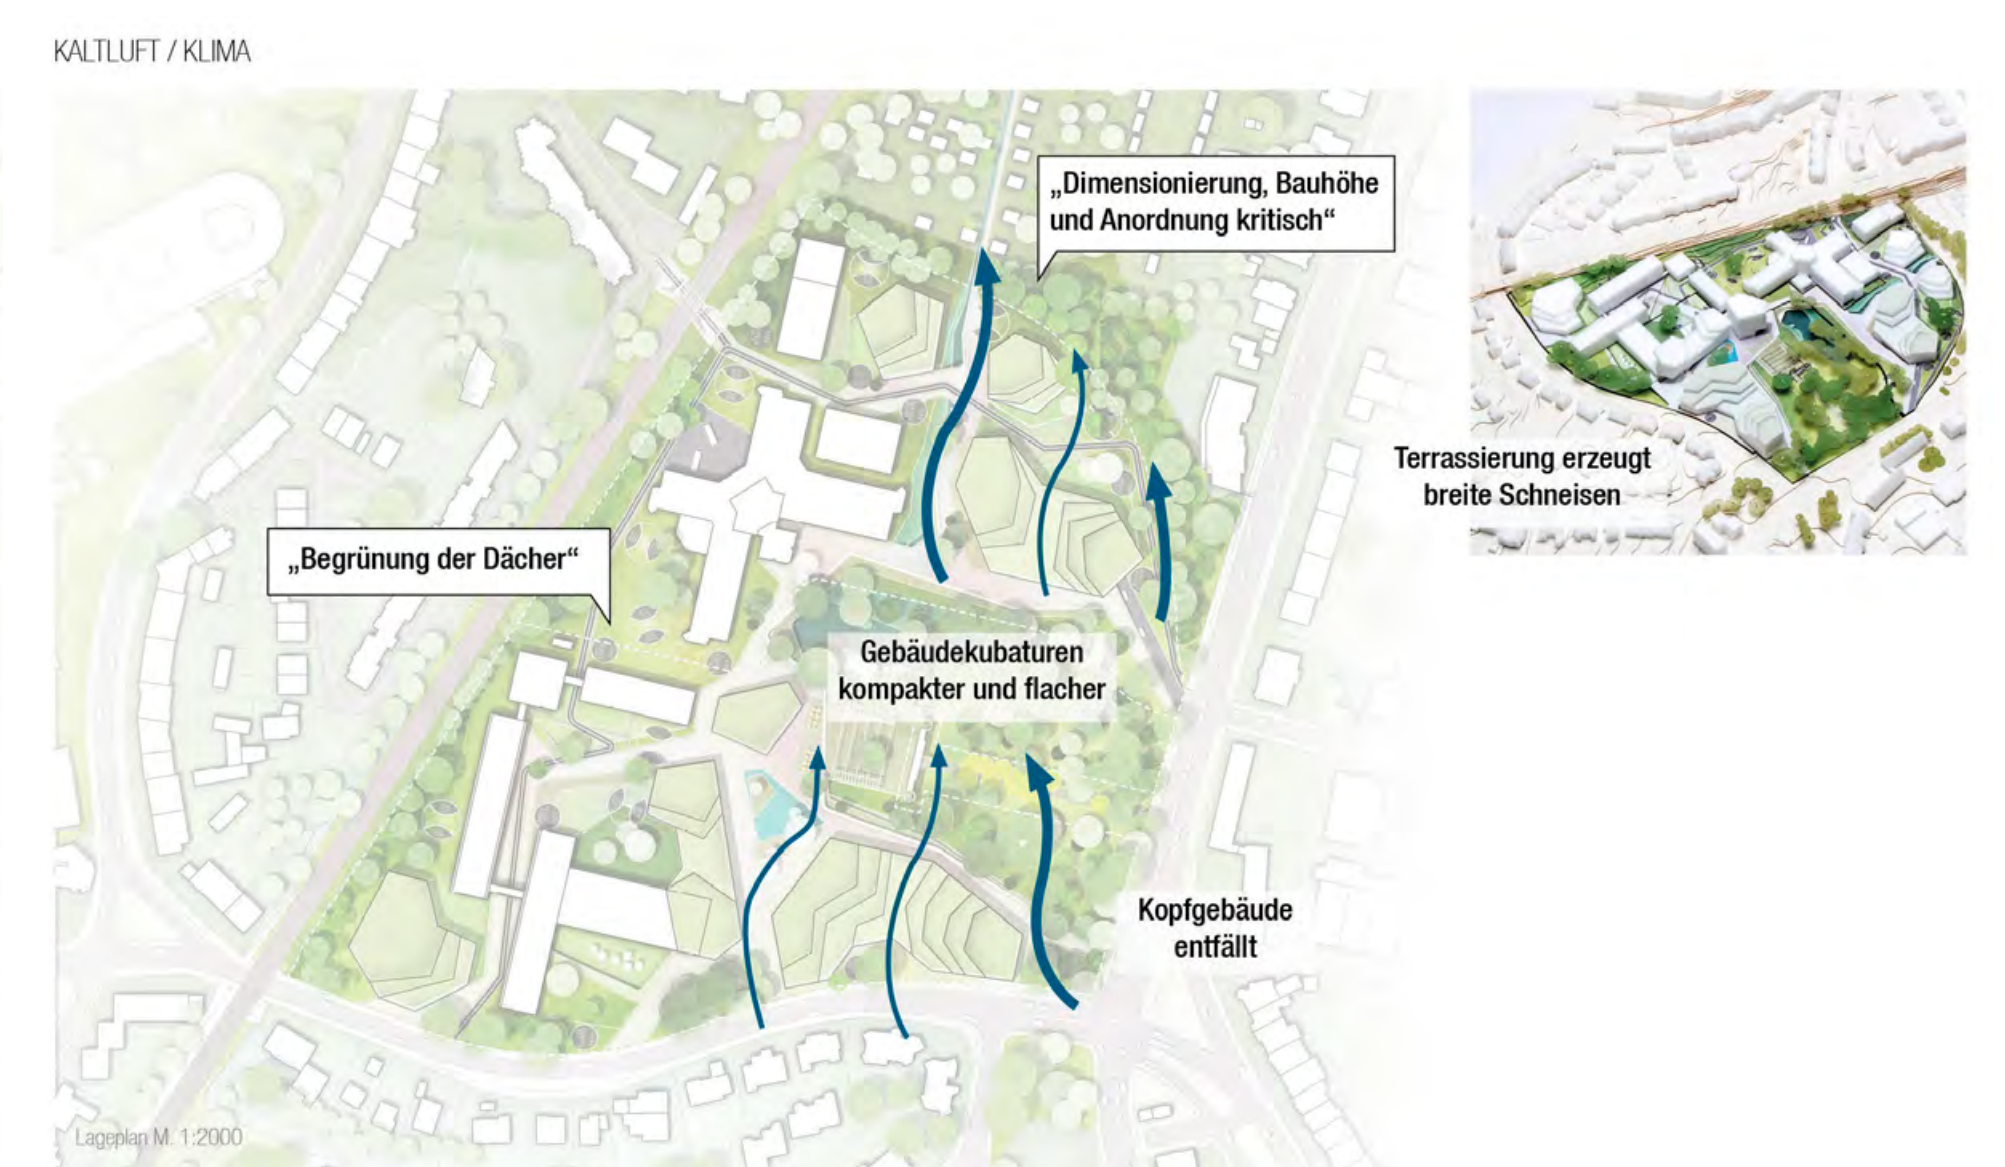 KALTLUFT / KLIMA
„Dimensionierung, Bauhöhe
und Anordnung kritisch“
Terrassierung erzeugt
breite Schneisen
„Begrünung der Dächer“
Gebäudekubaturen
kompakter und flacher
Kopfgebäude
entfällt
Lageplan M. 1:2000